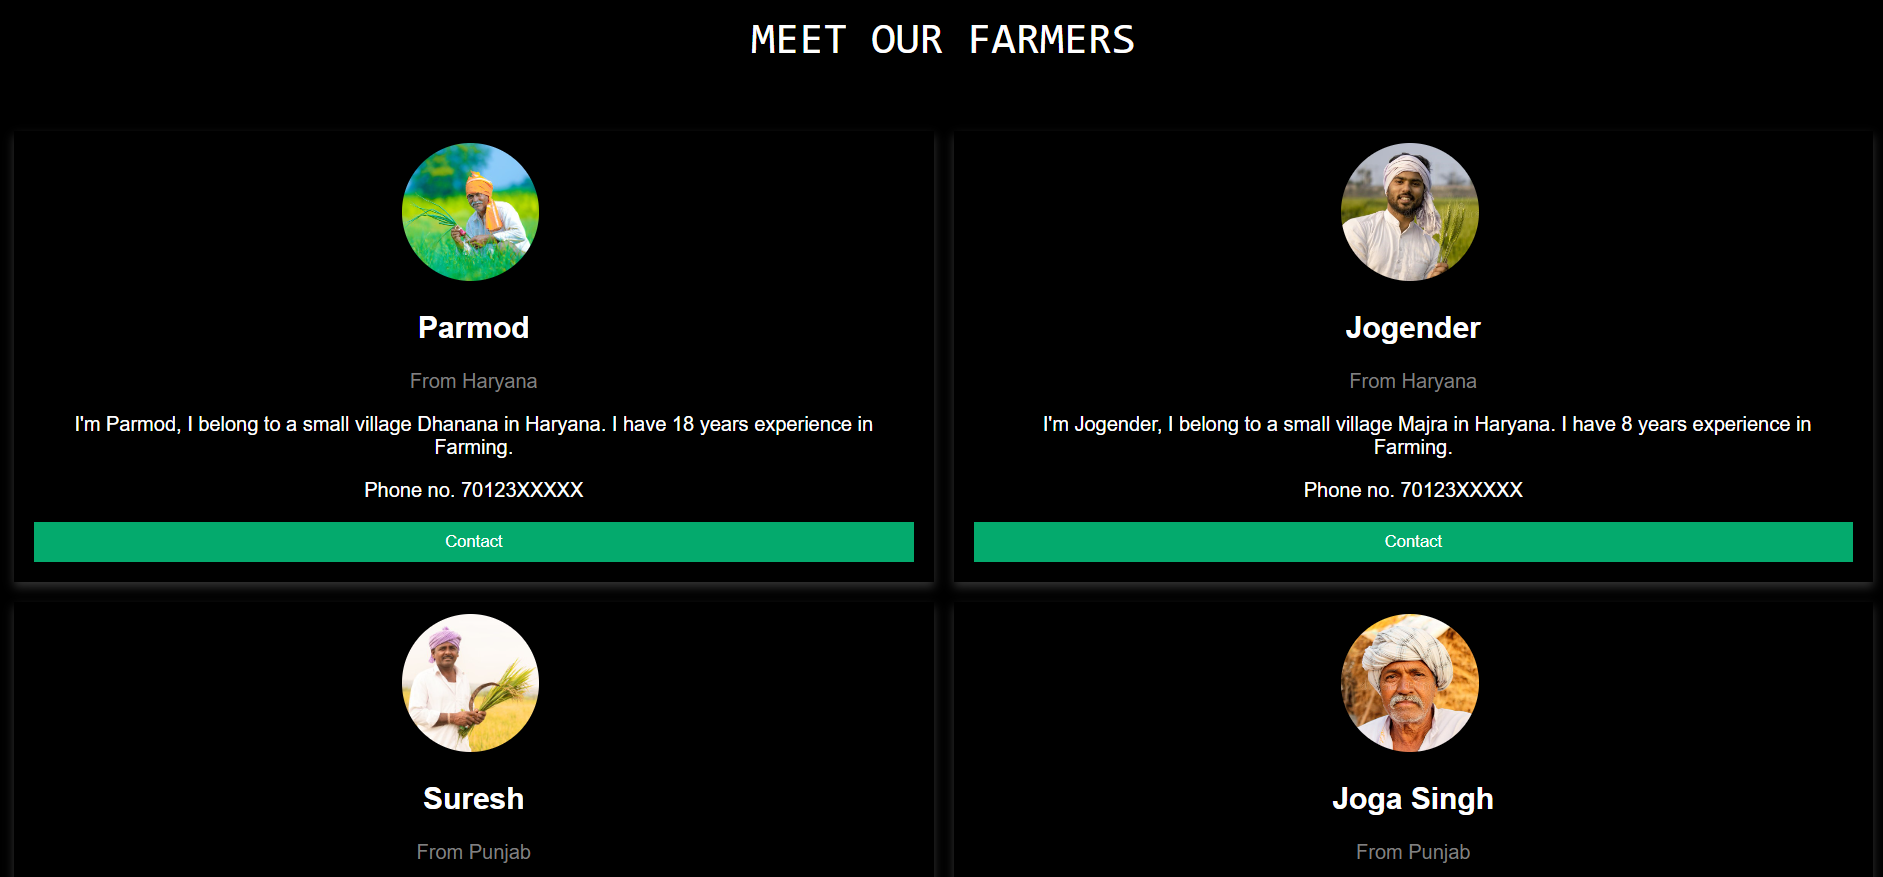 MEET OUR FARMERS
Parmod
From Haryana
I'm Parmod, I belong to a small village Dhanana in Haryana. I have 18 years experience in
Farming.
Phone no. 70123XXXXX
Contact
Jogender
From Haryana
I'm Jogender, I belong to a small village Majra in Haryana. I have 8 years experience in
Farming.
Phone no. 70123XXXXX
Contact
Suresh
From Punjab
Joga Singh
From Punjab